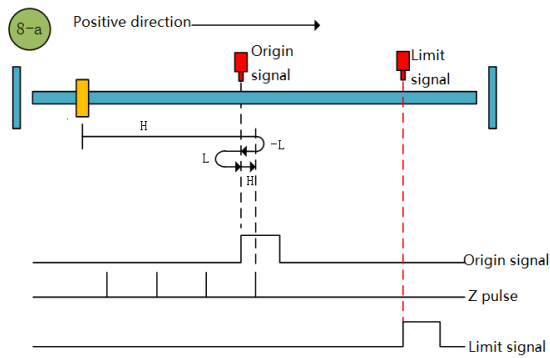 8-a
Positive direction
Origin
signal
Limit
signal
H
-L
L
H
Origin signal
Z pulse
Limit signal